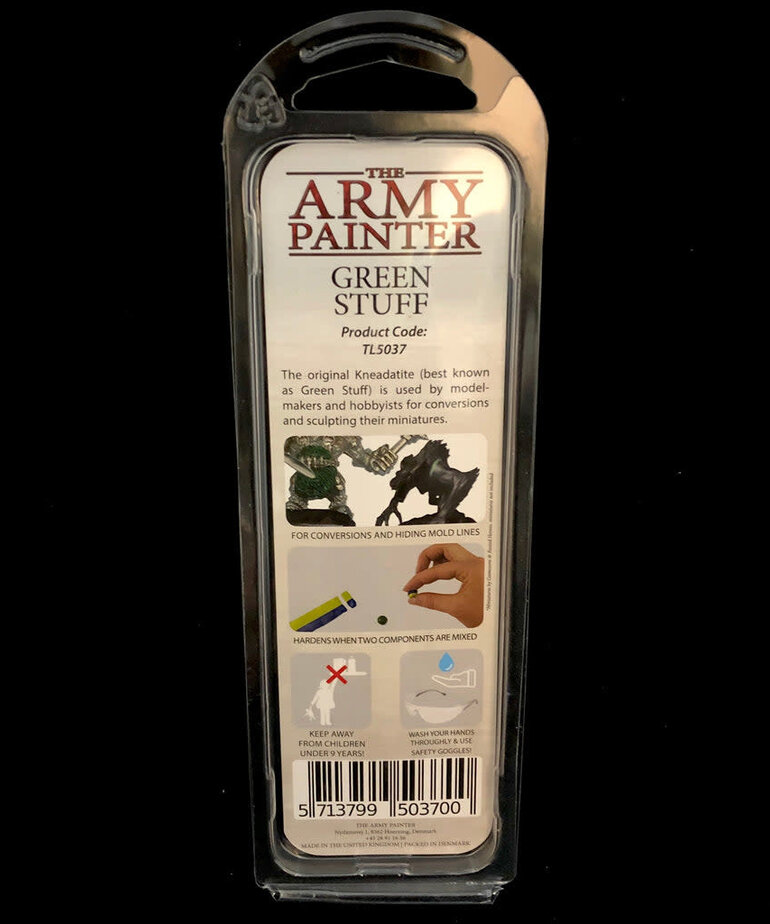 THE
ARMY
PAINTER
GREEN
STUFF
Product Code:
TL5037
The original Kneadatite (best known
as Green Stuff) is used by model-
makers and hobbyists for conversions
and sculpting their miniatures.
FOR CONVERSIONS AND HIDING MOLD LINES
HARDENS WHEN TWO COMPONENTS ARE MIXED
KEEP AWAY
FROM CHILDREN
UNDER 9 YEARS!
WASH YOUR HANDS
THROUGHLY & USE
SAFETY GOGGLES!
5 713799 503700
THE ARMY PAINTER
Denmark
MADE IN THE UNITED KINGDOM | PACKED IN DENMARK